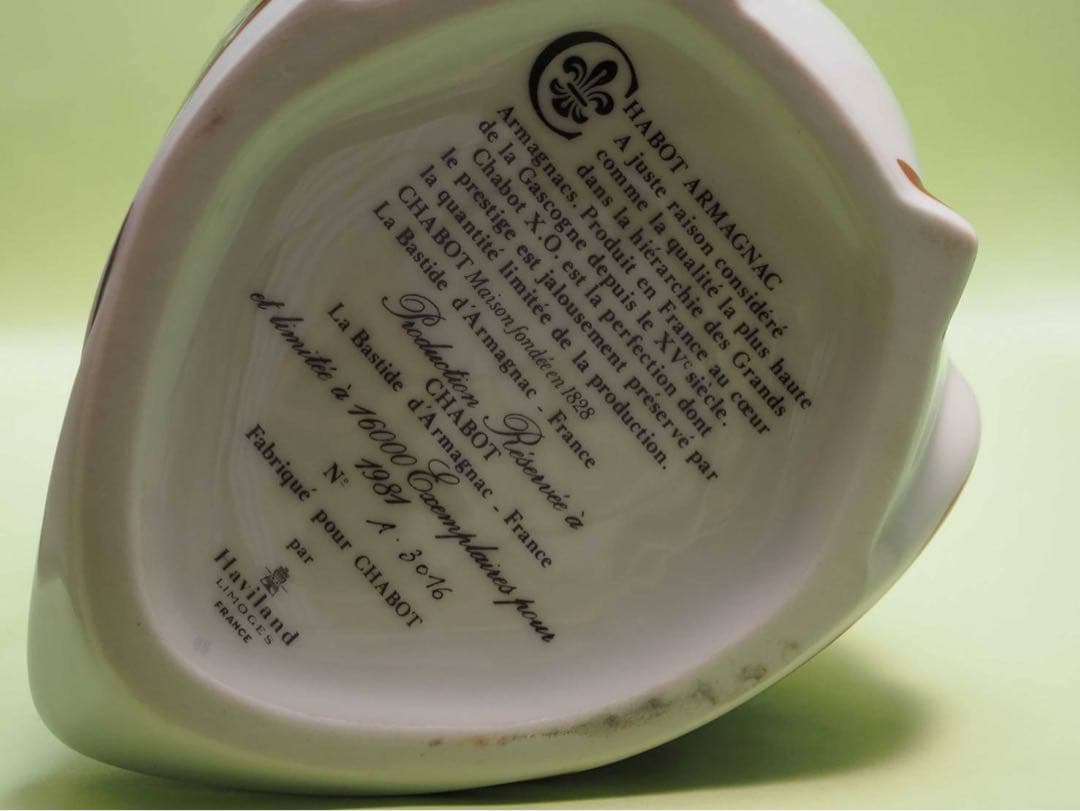 CHABOT ARMAGNAC
A juste raison considéré
comme la qualité la plus haute
dans la hiérarchie des Grands
Armagnacs. Produit en France au cœur
de la Gascogne depuis le XVe siècle.
Chabot X.O. est la perfection dont
le prestige est jalousement préservé par
la quantité limitée de la production.
CHABOT Maison fondée en 1828
La Bastide d'Armagnac - France
Production Réservée à
CHABOT
La Bastide d'Armagnac - France
et limitée à 16000 Exemplaires pour
1981
N° A. 3016
Fabriqué pour CHABOT
par
Haviland
LIMOGES
FRANCE